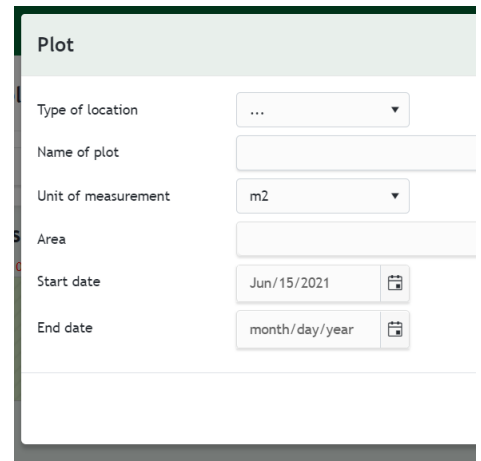 Plot
Type of location ...
Name of plot
Unit of measurement m2
Area
Start date Jun/15/2021
End date month/day/year